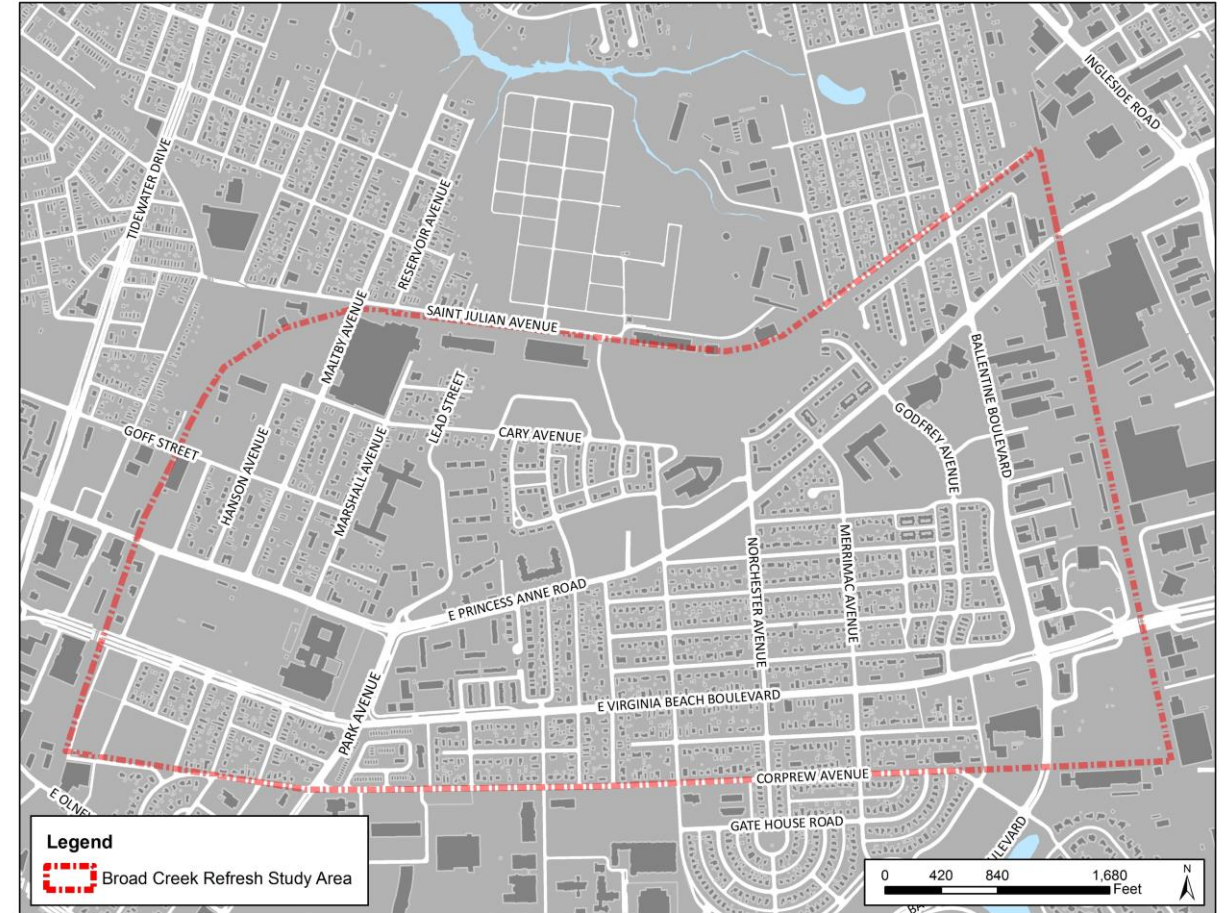 INGLESIDE ROAD
TIDEWATER DRIVE
RESERVOIR AVENUE
SAINT JULIAN AVENUE
MALTBY AVENUE
BALLENTINE BOULEVARD
LEAD STREET
GODFREY AVENUE
CARY AVENUE
GOFF STREET
HANSON AVENUE
MARSHALL AVENUE
NORCHESTER AVENUE
MERRIMAC AVENUE
E PRINCESS ANNE ROAD
E VIRGINIA BEACH BOULEVARD
PARK AVENUE
CORPREW AVENUE
E OLNEY
GATE HOUSE ROAD
Legend
Broad Creek Refresh Study Area
0 420 840 1,680
Feet
N